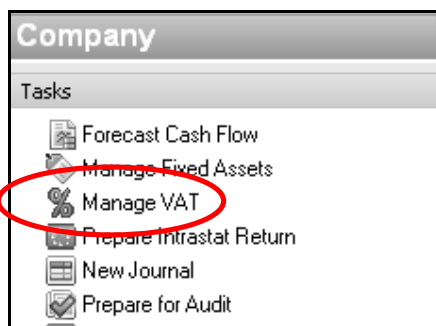 Company
Tasks
Forecast Cash Flow
Manage Fixed Assets
Manage VAT
Prepare Intrastat Return
New Journal
Prepare for Audit